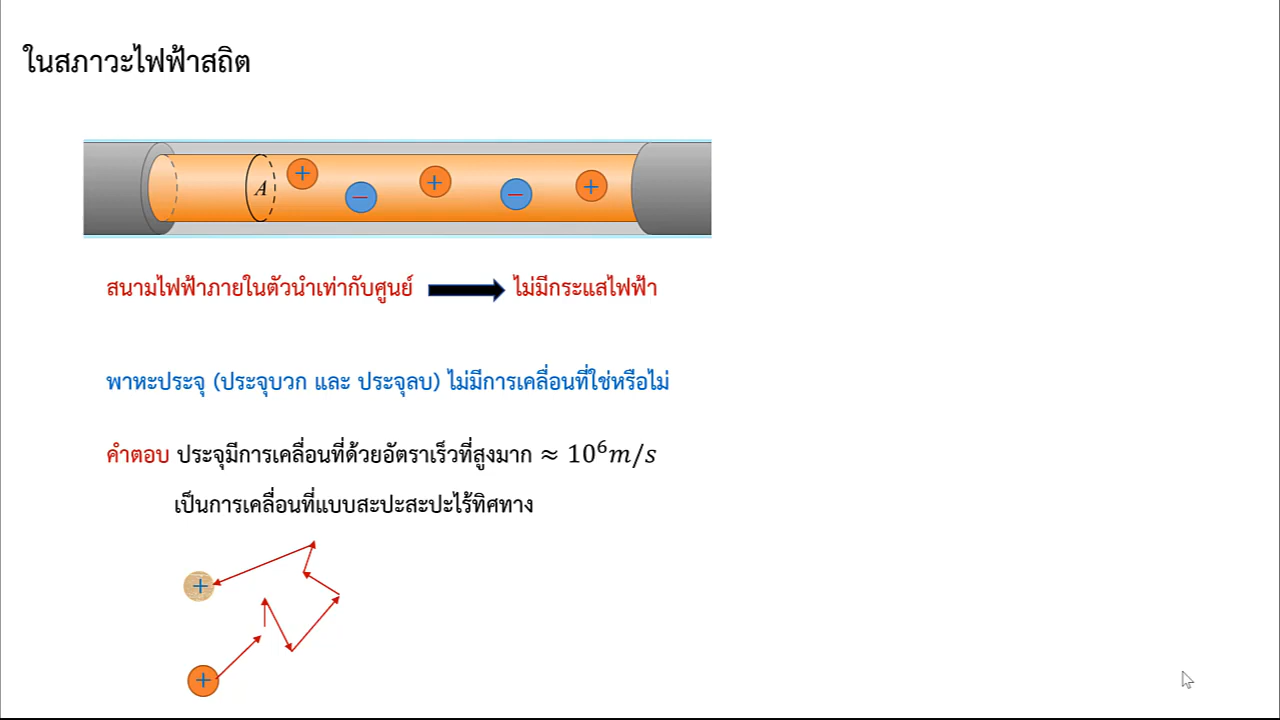 ในสภาวะไฟฟ้าสถิต
A + − + − +
สนามไฟฟ้าภายในตัวนำเท่ากับศูนย์ ไม่มีกระแสไฟฟ้า
พาหะประจุ (ประจุบวก และ ประจุลบ) ไม่มีการเคลื่อนที่ใช่หรือไม่
คำตอบ ประจุมีการเคลื่อนที่ด้วยอัตราเร็วที่สูงมาก ≈ 10⁶m/s
เป็นการเคลื่อนที่แบบสะปะสะปะไร้ทิศทาง
+
+